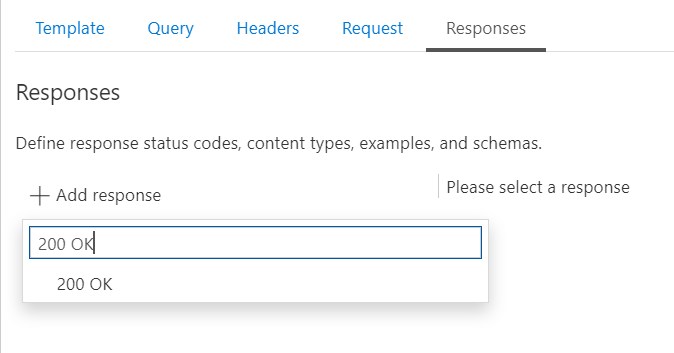 Template Query Headers Request Responses
Responses
Define response status codes, content types, examples, and schemas.
+ Add response
Please select a response
200 OK
200 OK